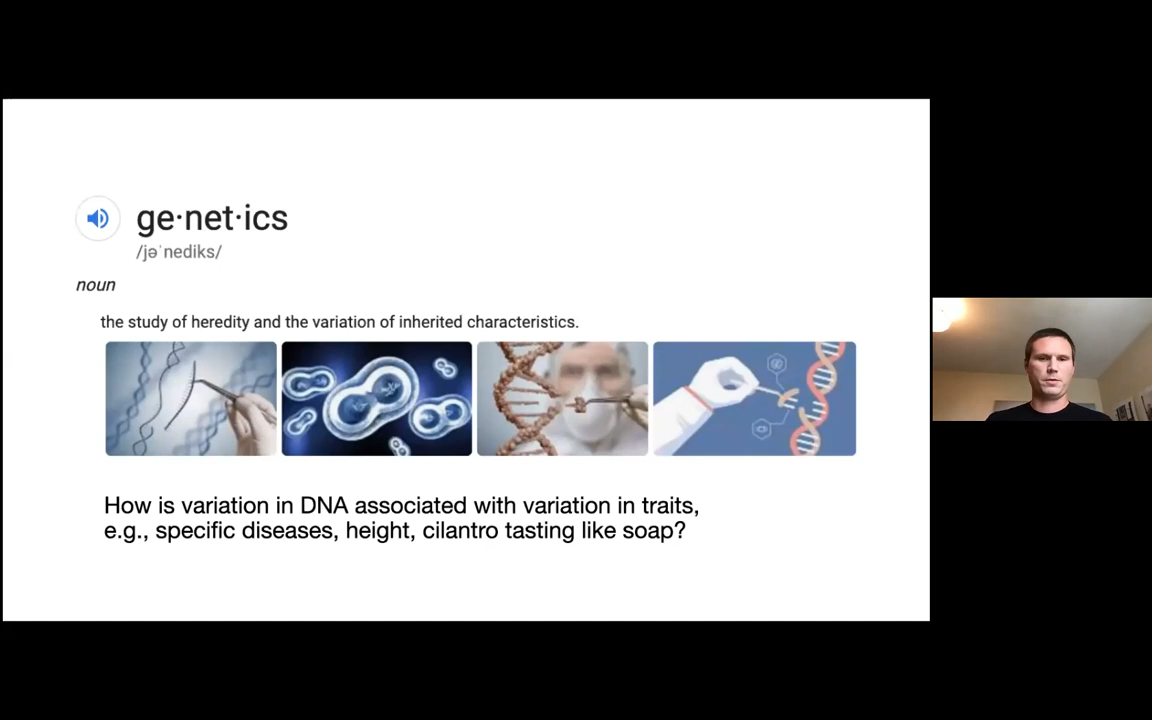 ge·net·ics
/jəˈnediks/
noun
the study of heredity and the variation of inherited characteristics.
How is variation in DNA associated with variation in traits,
e.g., specific diseases, height, cilantro tasting like soap?